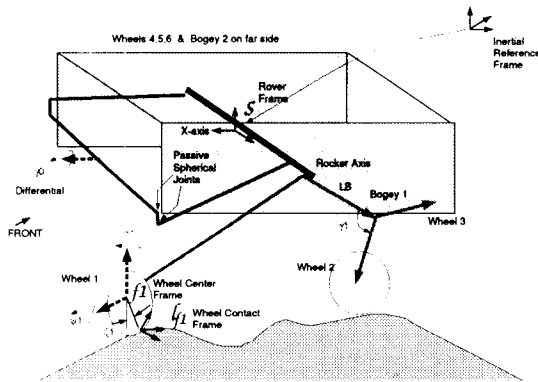 Wheels 4,5,6 & Bogey 2 on far side
Inertial
Reference
Frame
Rover
Frame
S
X-axis
Passive
Spherical
Joints
Rocker Axis
ρ
Differential
LB
Bogey 1
Wheel 3
FRONT
Wheel 2
Wheel 1
f1
Wheel Center
Frame
Wheel Contact
Frame